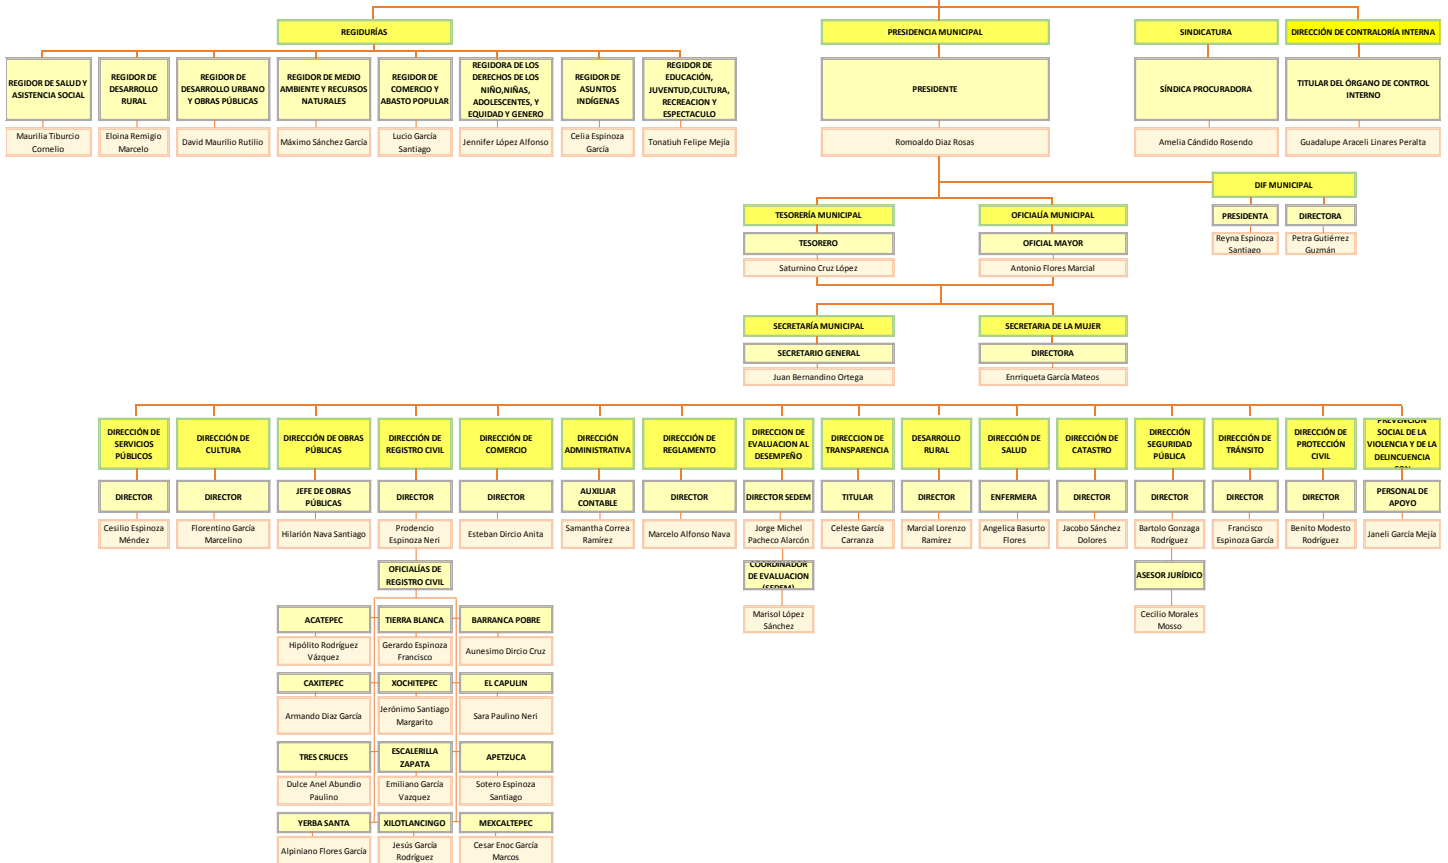 REGIDURÍAS
PRESIDENCIA MUNICIPAL
SINDICATURA
DIRECCIÓN DE CONTRALORÍA INTERNA
REGIDOR DE SALUD Y
ASISTENCIA SOCIAL
REGIDOR DE
DESARROLLO
RURAL
REGIDOR DE
DESARROLLO URBANO
Y OBRAS PÚBLICAS
REGIDOR DE MEDIO
AMBIENTE Y RECURSOS
NATURALES
REGIDOR DE
COMERCIO Y
ABASTO POPULAR
REGIDORA DE LOS
DERECHOS DE LOS
NIÑO,NIÑAS,
ADOLESCENTES, Y
EQUIDAD Y GENERO
REGIDOR DE
ASUNTOS
INDÍGENAS
REGIDOR DE
EDUCACIÓN,
JUVENTUD,CULTURA,
RECREACION Y
ESPECTACULO
PRESIDENTE
SÍNDICA PROCURADORA
TITULAR DEL ÓRGANO DE CONTROL
INTERNO
Maurilia Tiburcio
Cornelio
Eloina Remigio
Marcelo
David Maurilio Rutilio
Máximo Sánchez García
Lucio García
Santiago
Jennifer López Alfonso
Celia Espinoza
García
Tonatiuh Felipe Mejía
Romoaldo Diaz Rosas
Amelia Cándido Rosendo
Guadalupe Araceli Linares Peralta
DIF MUNICIPAL
PRESIDENTA
DIRECTORA
Reyna Espinoza
Santiago
Petra Gutiérrez
Guzmán
TESORERÍA MUNICIPAL
OFICIALÍA MUNICIPAL
TESORERO
OFICIAL MAYOR
Saturnino Cruz López
Antonio Flores Marcial
SECRETARÍA MUNICIPAL
SECRETARIA DE LA MUJER
SECRETARIO GENERAL
DIRECTORA
Juan Bernandino Ortega
Enrriqueta García Mateos
DIRECCIÓN DE
SERVICIOS
PÚBLICOS
DIRECCIÓN DE
CULTURA
DIRECCIÓN DE OBRAS
PÚBLICAS
DIRECCIÓN DE
REGISTRO CIVIL
DIRECCIÓN DE
COMERCIO
DIRECCIÓN
ADMINISTRATIVA
DIRECCIÓN DE
REGLAMENTO
DIRECCION DE
EVALUACION AL
DESEMPEÑO
DIRECCION DE
TRANSPARENCIA
DESARROLLO
RURAL
DIRECCIÓN DE
SALUD
DIRECCIÓN DE
CATASTRO
DIRECCIÓN
SEGURIDAD
PÚBLICA
DIRECCIÓN DE
TRÁNSITO
DIRECCIÓN DE
PROTECCIÓN
CIVIL
PREVENCIÓN
SOCIAL DE LA
VIOLENCIA Y DE LA
DELINCUENCIA
DIRECTOR
DIRECTOR
JEFE DE OBRAS
PÚBLICAS
DIRECTOR
DIRECTOR
AUXILIAR
CONTABLE
DIRECTOR
DIRECTOR SEDEM
TITULAR
DIRECTOR
ENFERMERA
DIRECTOR
DIRECTOR
DIRECTOR
DIRECTOR
PERSONAL DE
APOYO
Cesilio Espinoza
Méndez
Florentino García
Marcelino
Hilarión Nava Santiago
Prodencio
Espinoza Neri
Esteban Dircio Anita
Samantha Correa
Ramírez
Marcelo Alfonso Nava
Jorge Michel
Pacheco Alarcón
Celeste García
Carranza
Marcial Lorenzo
Ramírez
Angelica Basurto
Flores
Jacobo Sánchez
Dolores
Bartolo Gonzaga
Rodríguez
Francisco
Espinoza García
Benito Modesto
Rodríguez
Janeli García Mejía
OFICIALÍAS DE
REGISTRO CIVIL
COORDINADOR
DE EVALUACION
(SEDEM)
ASESOR JURÍDICO
Marisol López
Sánchez
Cecilio Morales
Mosso
ACATEPEC
TIERRA BLANCA
BARRANCA POBRE
Hipólito Rodríguez
Vázquez
Gerardo Espinoza
Francisco
Aunesimo Dircio Cruz
CAXITEPEC
XOCHITEPEC
EL CAPULIN
Armando Diaz García
Jerónimo Santiago
Margarito
Sara Paulino Neri
TRES CRUCES
ESCALERILLA
ZAPATA
APETZUCA
Dulce Anel Abundio
Paulino
Emiliano García
Vazquez
Sotero Espinoza
Santiago
YERBA SANTA
XILOTLANCINGO
MEXCALTEPEC
Alpiniano Flores García
Jesús García
Rodríguez
Cesar Enoc García
Marcos